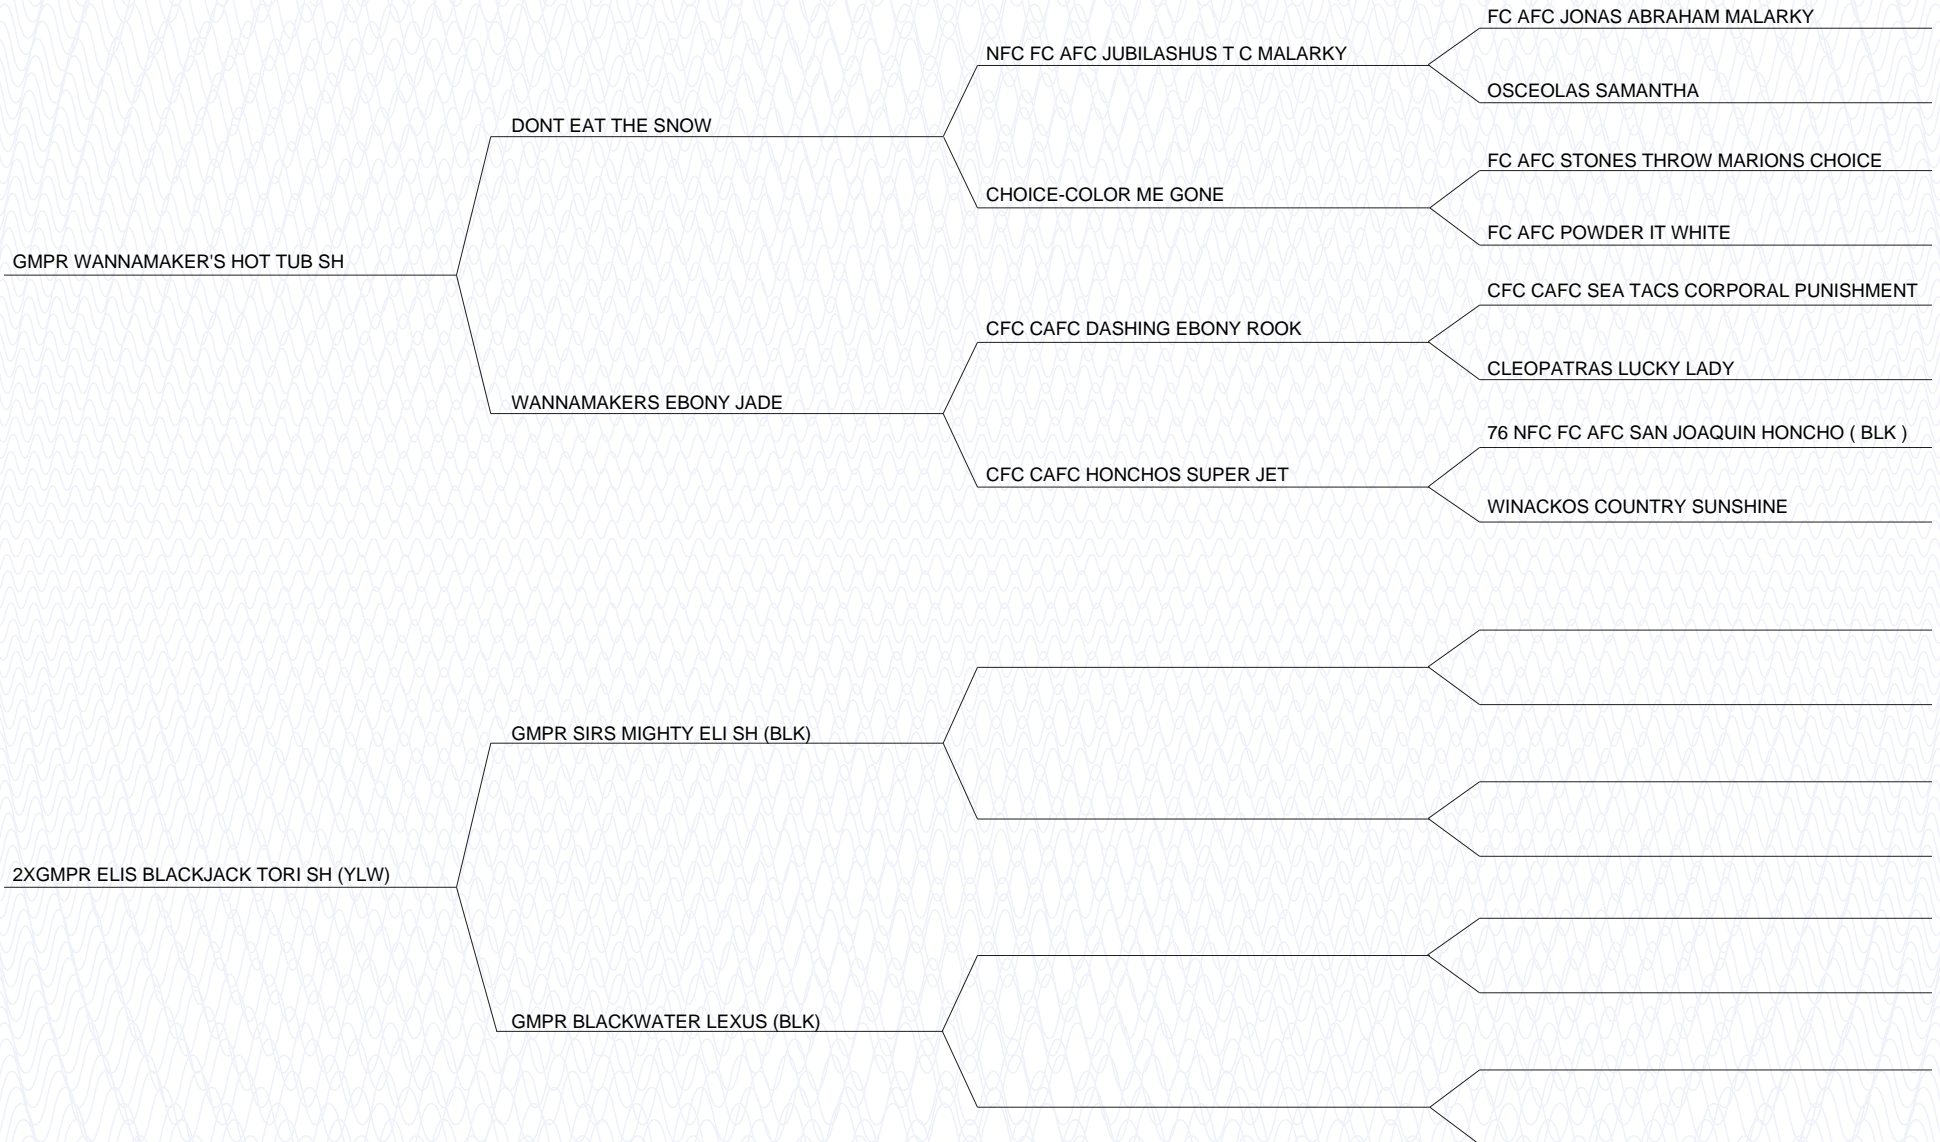 FC AFC JONAS ABRAHAM MALARKY
NFC FC AFC JUBILASHUS T C MALARKY
OSCEOLAS SAMANTHA
DONT EAT THE SNOW
FC AFC STONES THROW MARIONS CHOICE
CHOICE-COLOR ME GONE
FC AFC POWDER IT WHITE
GMPR WANNAMAKER'S HOT TUB SH
CFC CAFC SEA TACS CORPORAL PUNISHMENT
CFC CAFC DASHING EBONY ROOK
CLEOPATRAS LUCKY LADY
WANNAMAKERS EBONY JADE
76 NFC FC AFC SAN JOAQUIN HONCHO ( BLK )
CFC CAFC HONCHOS SUPER JET
WINACKOS COUNTRY SUNSHINE
GMPR SIRS MIGHTY ELI SH (BLK)
2XGMPR ELIS BLACKJACK TORI SH (YLW)
GMPR BLACKWATER LEXUS (BLK)